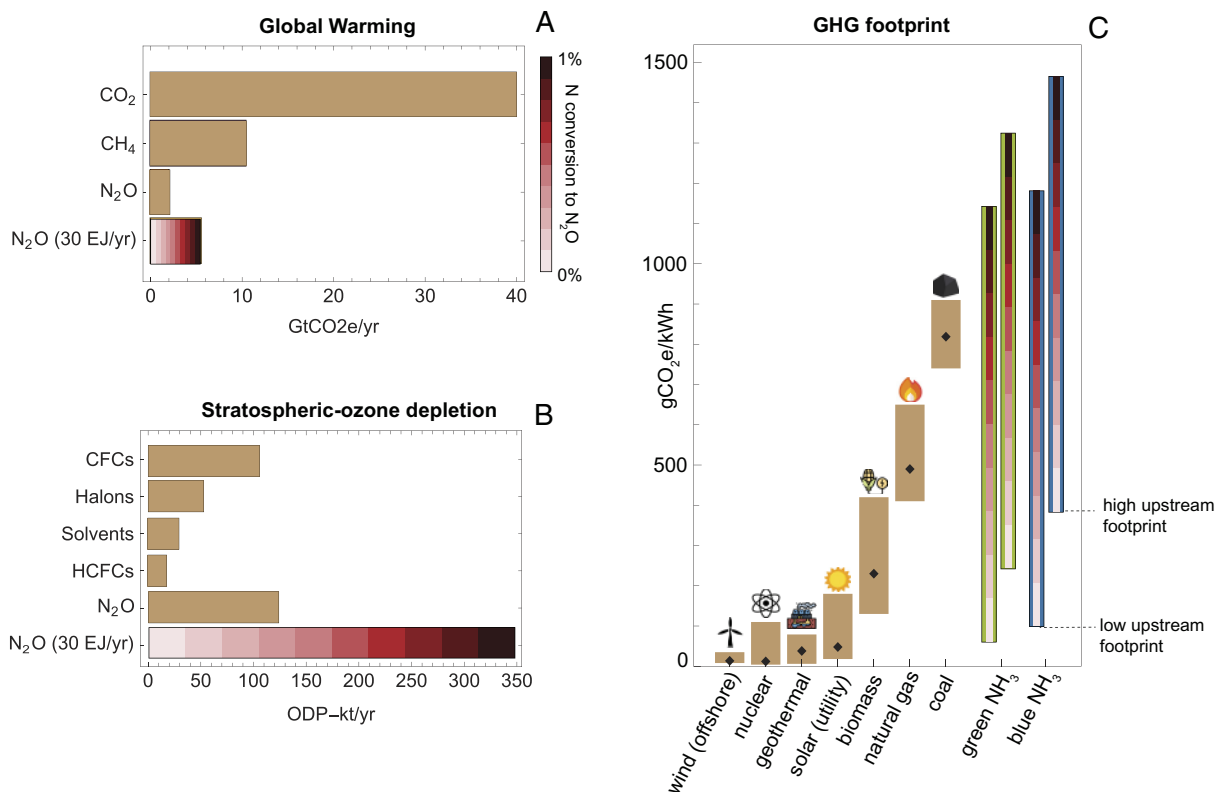 Global Warming
A
CO₂
CH₄
N₂O
N₂O (30 EJ/yr)
0
10
20
30
40
GtCO2e/yr
1%
N conversion to N₂O
0%
Stratospheric-ozone depletion
B
CFCs
Halons
Solvents
HCFCs
N₂O
N₂O (30 EJ/yr)
0
50
100
150
200
250
300
350
ODP–kt/yr
GHG footprint
C
1500
1000
500
0
gCO₂e/kWh
wind (offshore)
nuclear
geothermal
solar (utility)
biomass
natural gas
coal
green NH₃
blue NH₃
high upstream
footprint
low upstream
footprint